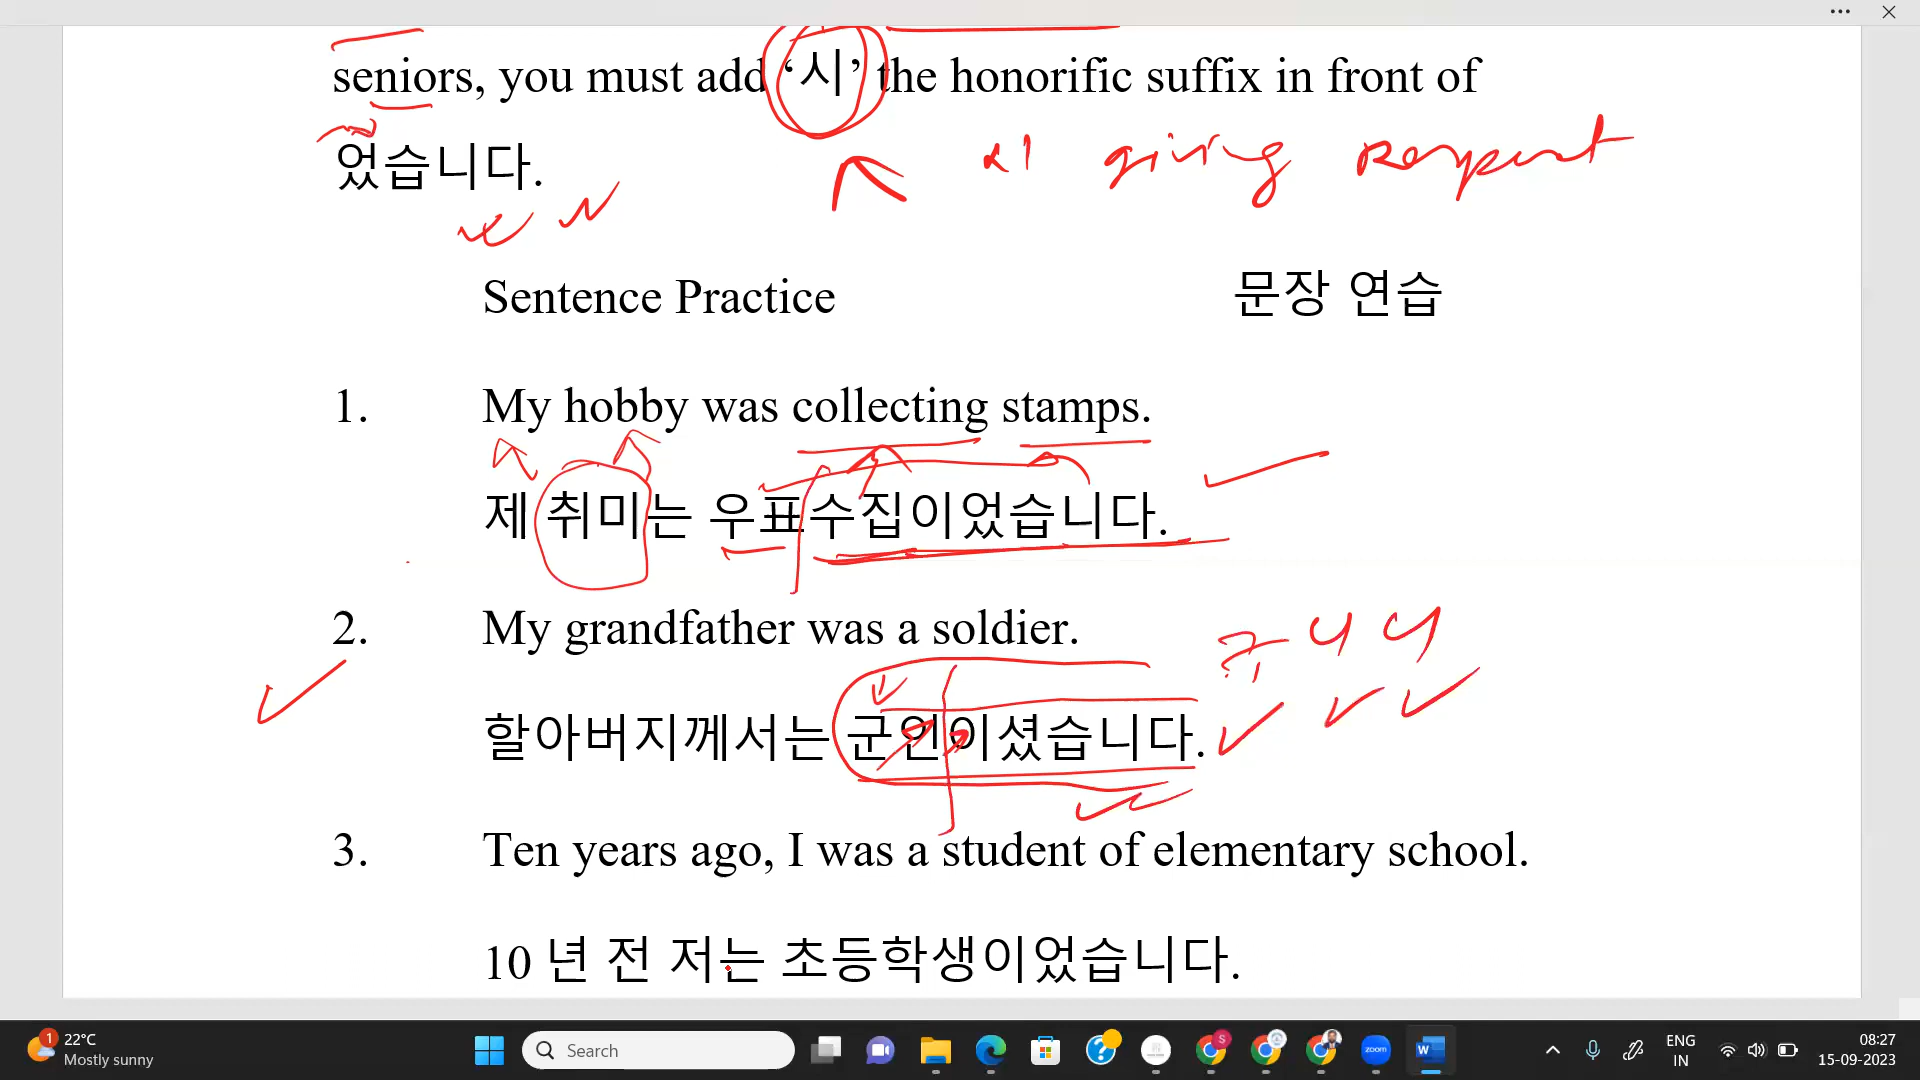 seniors, you must add ‘시’ the honorific suffix in front of
었습니다.
시 giving Respect
Sentence Practice 문장 연습
1. My hobby was collecting stamps.
제 취미는 우표수집이었습니다.
2. My grandfather was a soldier.
할아버지께서는 군인이셨습니다.
3. Ten years ago, I was a student of elementary school.
10 년 전 저는 초등학생이었습니다.
1
22°C
Mostly sunny
Search
S
zoom
W
ENG
IN
08:27
15-09-2023